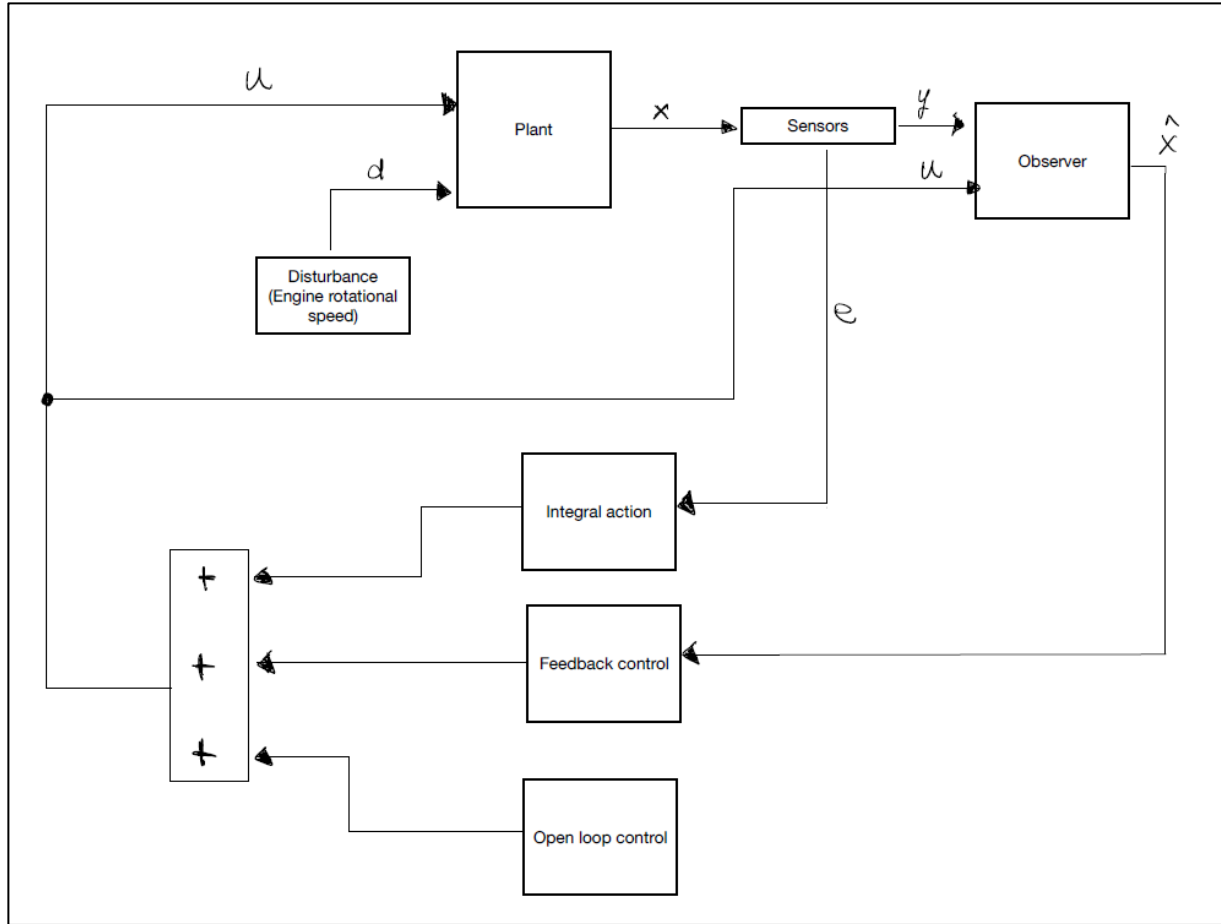 u
Plant
x
Sensors
y
x̂
Observer
u
d
Disturbance
(Engine rotational
speed)
e
Integral action
+
Feedback control
+
+
Open loop control